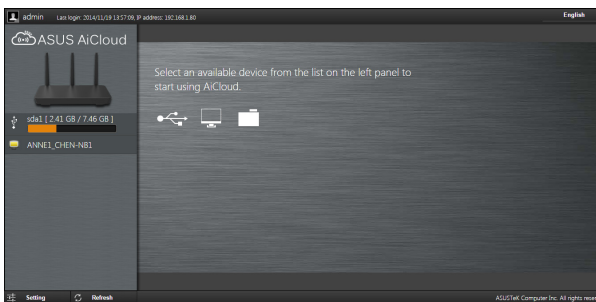 admin Last login: 2014/11/19 13:57:09, IP address: 192.168.1.80 English
ASUS AiCloud
Select an available device from the list on the left panel to
start using AiCloud.
sda1 [ 2.41 GB / 7.46 GB ]
ANNE1_CHEN-NB1
Setting Refresh ASUSTeK Computer Inc. All rights